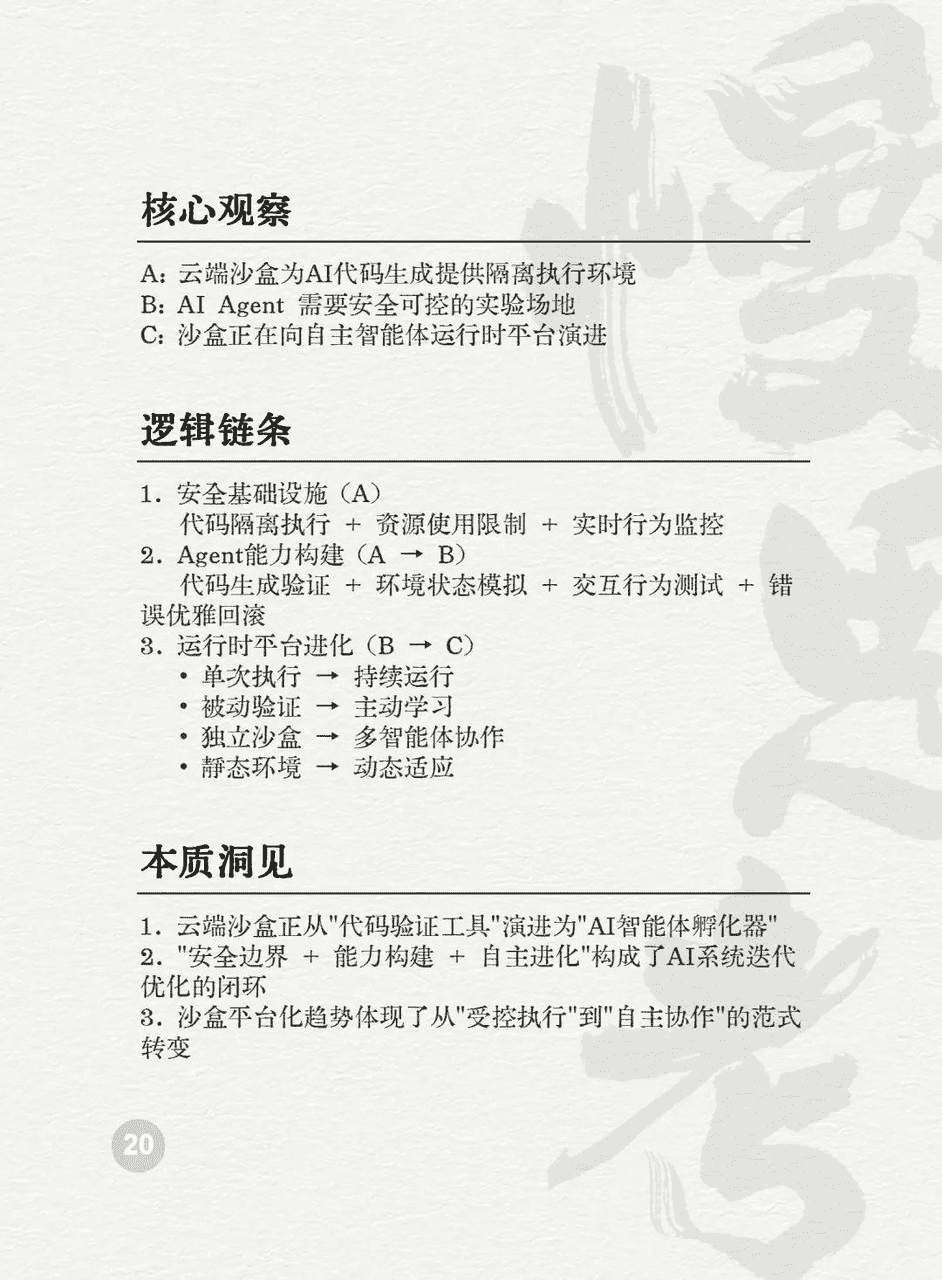 慢思考
核心观察
A: 云端沙盒为AI代码生成提供隔离执行环境
B: AI Agent 需要安全可控的实验场地
C: 沙盒正在向自主智能体运行时平台演进
逻辑链条
1. 安全基础设施（A）
代码隔离执行 + 资源使用限制 + 实时行为监控
2. Agent能力构建（A → B）
代码生成验证 + 环境状态模拟 + 交互行为测试 + 错
误优雅回滚
3. 运行时平台进化（B → C）
• 单次执行 → 持续运行
• 被动验证 → 主动学习
• 独立沙盒 → 多智能体协作
• 静态环境 → 动态适应
本质洞见
1. 云端沙盒正从"代码验证工具"演进为"AI智能体孵化器"
2. "安全边界 + 能力构建 + 自主进化"构成了AI系统迭代
优化的闭环
3. 沙盒平台化趋势体现了从"受控执行"到"自主协作"的范式
转变
20